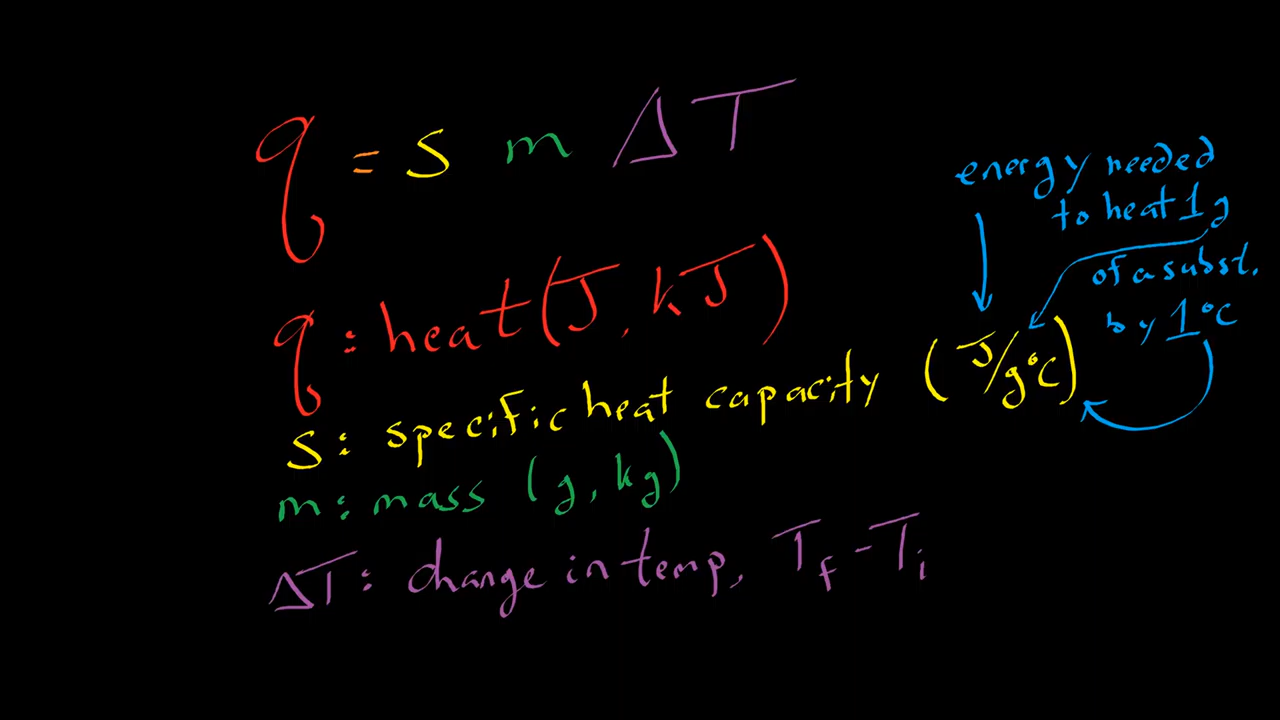 q = s m ΔT
q: heat (J, kJ)
s: specific heat capacity (J/g°C)
m: mass (g, kg)
ΔT: change in temp, Tf - Ti
energy needed
to heat 1 g
of a subst.
by 1°C